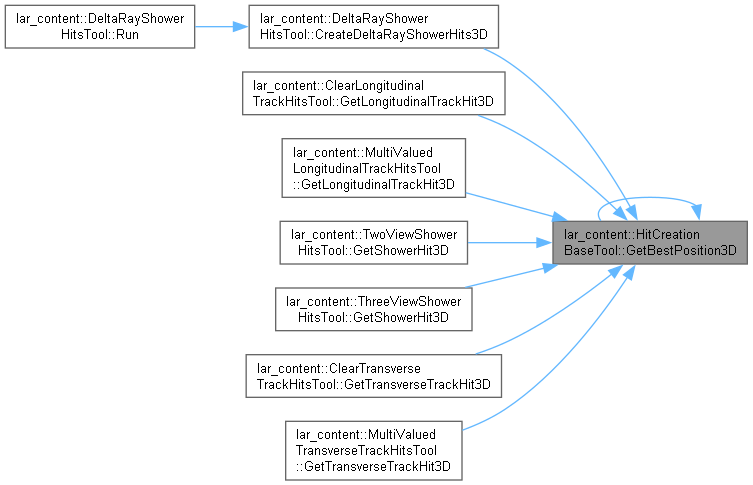 lar_content::DeltaRayShower
HitsTool::Run
lar_content::DeltaRayShower
HitsTool::CreateDeltaRayShowerHits3D
lar_content::ClearLongitudinal
TrackHitsTool::GetLongitudinalTrackHit3D
lar_content::MultiValued
LongitudinalTrackHitsTool
::GetLongitudinalTrackHit3D
lar_content::TwoViewShower
HitsTool::GetShowerHit3D
lar_content::HitCreation
BaseTool::GetBestPosition3D
lar_content::ThreeViewShower
HitsTool::GetShowerHit3D
lar_content::ClearTransverse
TrackHitsTool::GetTransverseTrackHit3D
lar_content::MultiValued
TransverseTrackHitsTool
::GetTransverseTrackHit3D